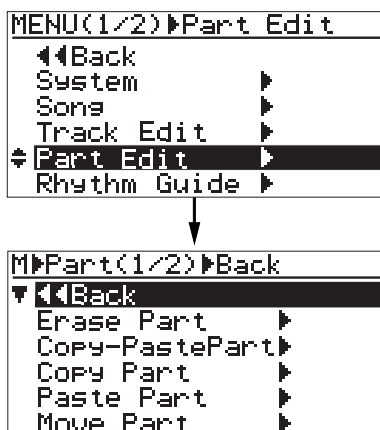 MENU(1/2)▶Part Edit
◀◀Back
System ▶
Song ▶
Track Edit ▶
Part Edit ▶
Rhythm Guide ▶
M▶Part(1/2)▶Back
◀◀Back
Erase Part ▶
Copy-PastePart▶
Copy Part ▶
Paste Part ▶
Move Part ▶